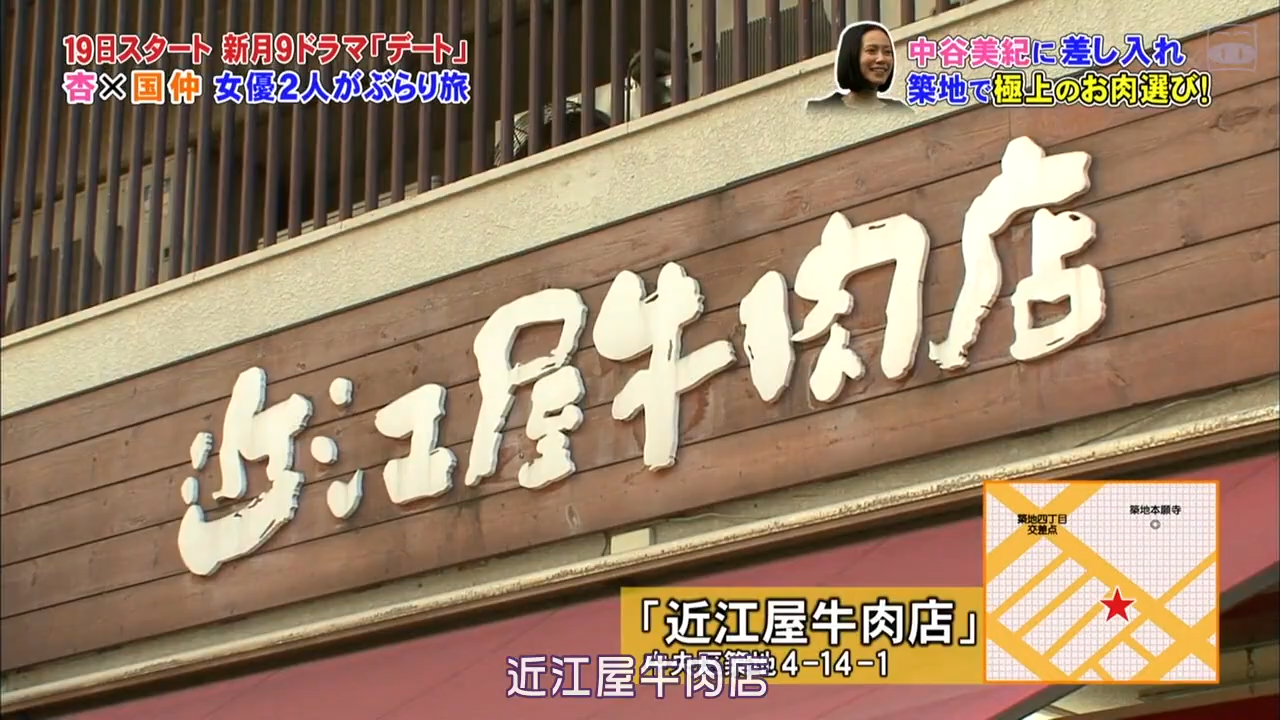 19日スタート 新月9ドラマ「デート」
杏×国仲 女優2人がぶらり旅
中谷美紀に差し入れ
築地で極上のお肉選び!
近江屋牛肉店
築地四丁目
交差点
築地本願寺
「近江屋牛肉店」
築地4-14-1
近江屋牛肉店